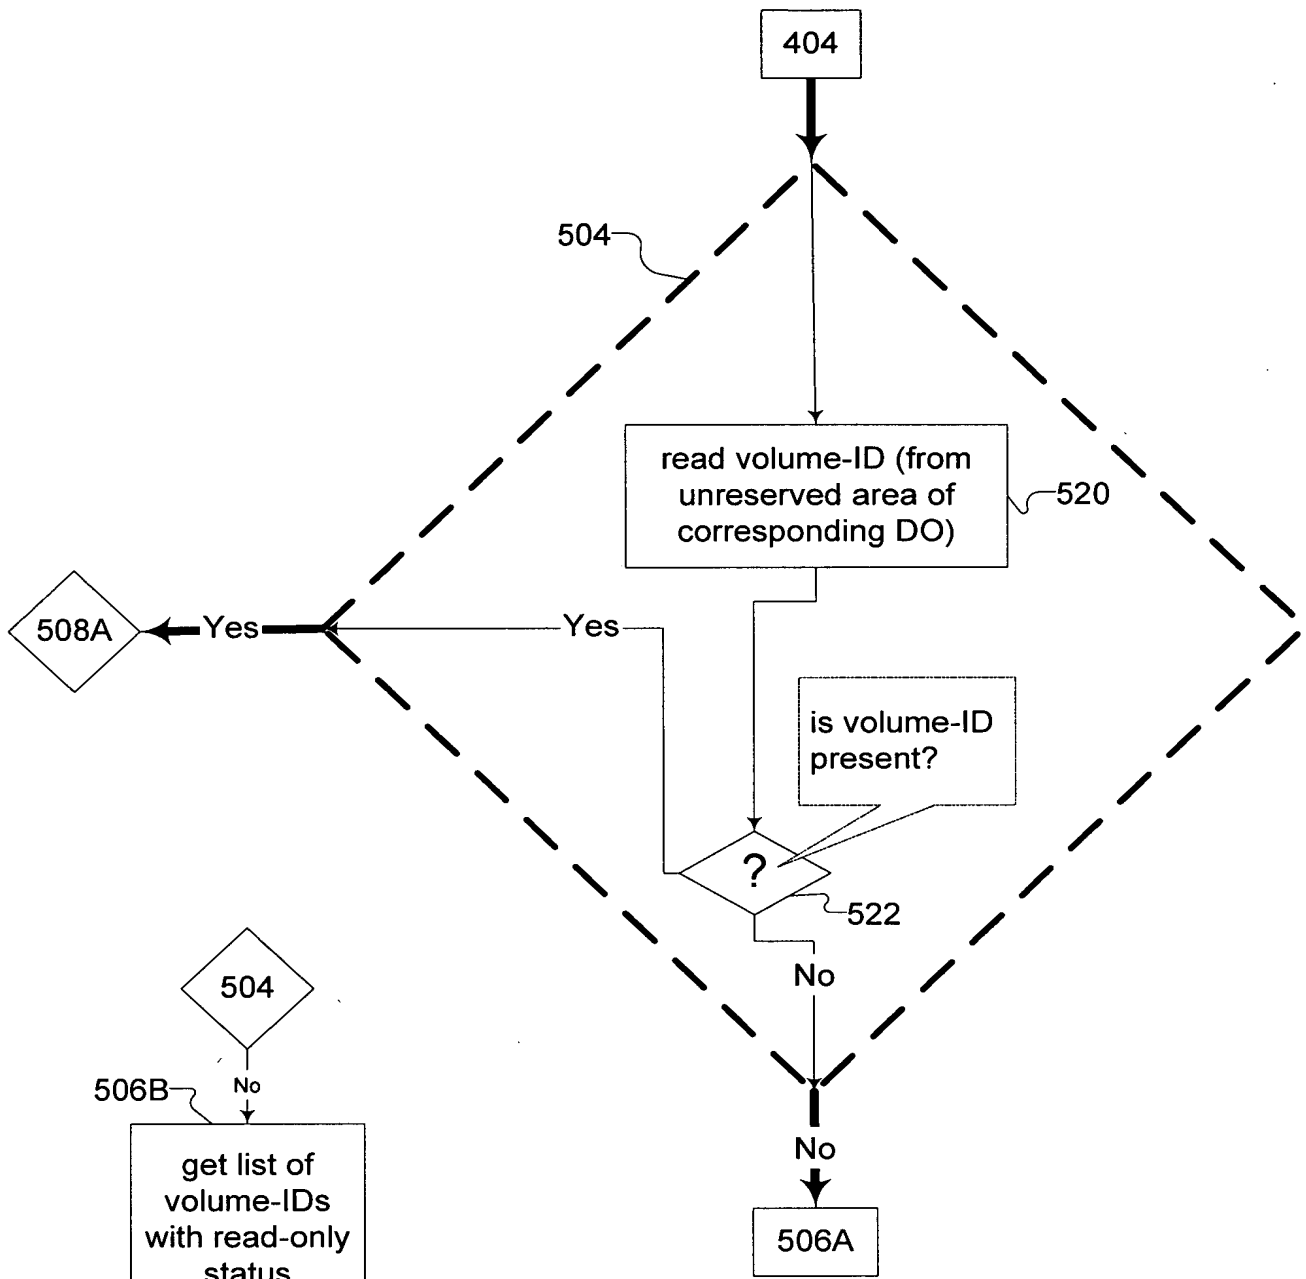 404
504
read volume-ID (from
unreserved area of
corresponding DO)
520
508A
Yes
Yes
is volume-ID
present?
?
522
No
504
No
506B
get list of
volume-IDs
with read-only
status
No
506A